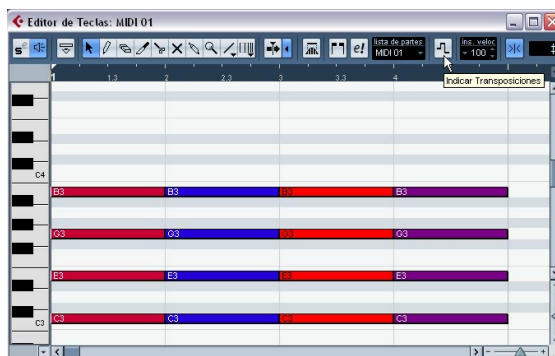 Editor de Teclas: MIDI 01
lista de partes
MIDI 01
ins. veloc
100
Indicar Transposiciones
1 1.3 2 2.3 3 3.3 4
C4
B3 B3 B3 B3
G3 G3 G3 G3
E3 E3 E3 E3
C3 C3 C3 C3 C3